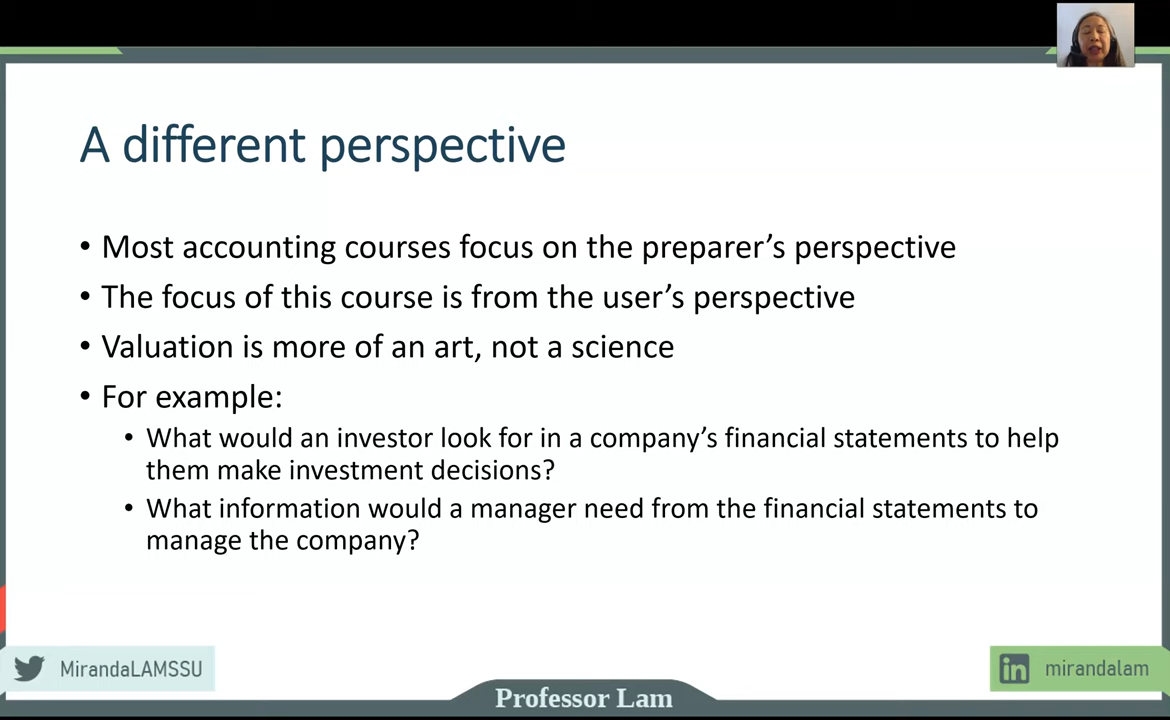 A different perspective
• Most accounting courses focus on the preparer’s perspective
• The focus of this course is from the user’s perspective
• Valuation is more of an art, not a science
• For example:
• What would an investor look for in a company’s financial statements to help
them make investment decisions?
• What information would a manager need from the financial statements to
manage the company?
MirandaLAMSSU
in mirandalam
Professor Lam